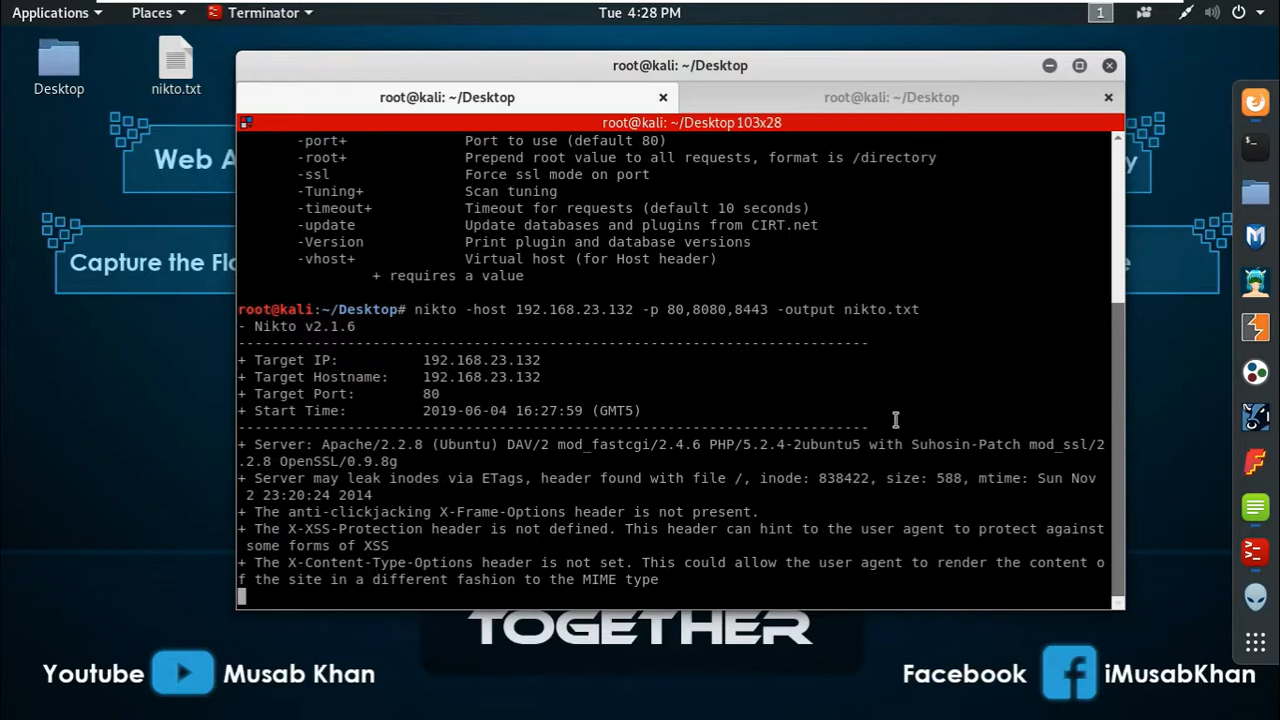 Applications Places Terminator Tue 4:28 PM 1
Desktop nikto.txt
root@kali: ~/Desktop
root@kali: ~/Desktop root@kali: ~/Desktop
root@kali: ~/Desktop 103x28
Web A
y
Capture the Fl
e
-port+ Port to use (default 80)
-root+ Prepend root value to all requests, format is /directory
-ssl Force ssl mode on port
-Tuning+ Scan tuning
-timeout+ Timeout for requests (default 10 seconds)
-update Update databases and plugins from CIRT.net
-Version Print plugin and database versions
-vhost+ Virtual host (for Host header)
+ requires a value
root@kali:~/Desktop# nikto -host 192.168.23.132 -p 80,8080,8443 -output nikto.txt
- Nikto v2.1.6
---------------------------------------------------------------------------
+ Target IP: 192.168.23.132
+ Target Hostname: 192.168.23.132
+ Target Port: 80
+ Start Time: 2019-06-04 16:27:59 (GMT5)
---------------------------------------------------------------------------
+ Server: Apache/2.2.8 (Ubuntu) DAV/2 mod_fastcgi/2.4.6 PHP/5.2.4-2ubuntu5 with Suhosin-Patch mod_ssl/2
.2.8 OpenSSL/0.9.8g
+ Server may leak inodes via ETags, header found with file /, inode: 838422, size: 588, mtime: Sun Nov
2 23:20:24 2014
+ The anti-clickjacking X-Frame-Options header is not present.
+ The X-XSS-Protection header is not defined. This header can hint to the user agent to protect against
some forms of XSS
+ The X-Content-Type-Options header is not set. This could allow the user agent to render the content o
f the site in a different fashion to the MIME type
TOGETHER
Youtube Musab Khan Facebook iMusabKhan